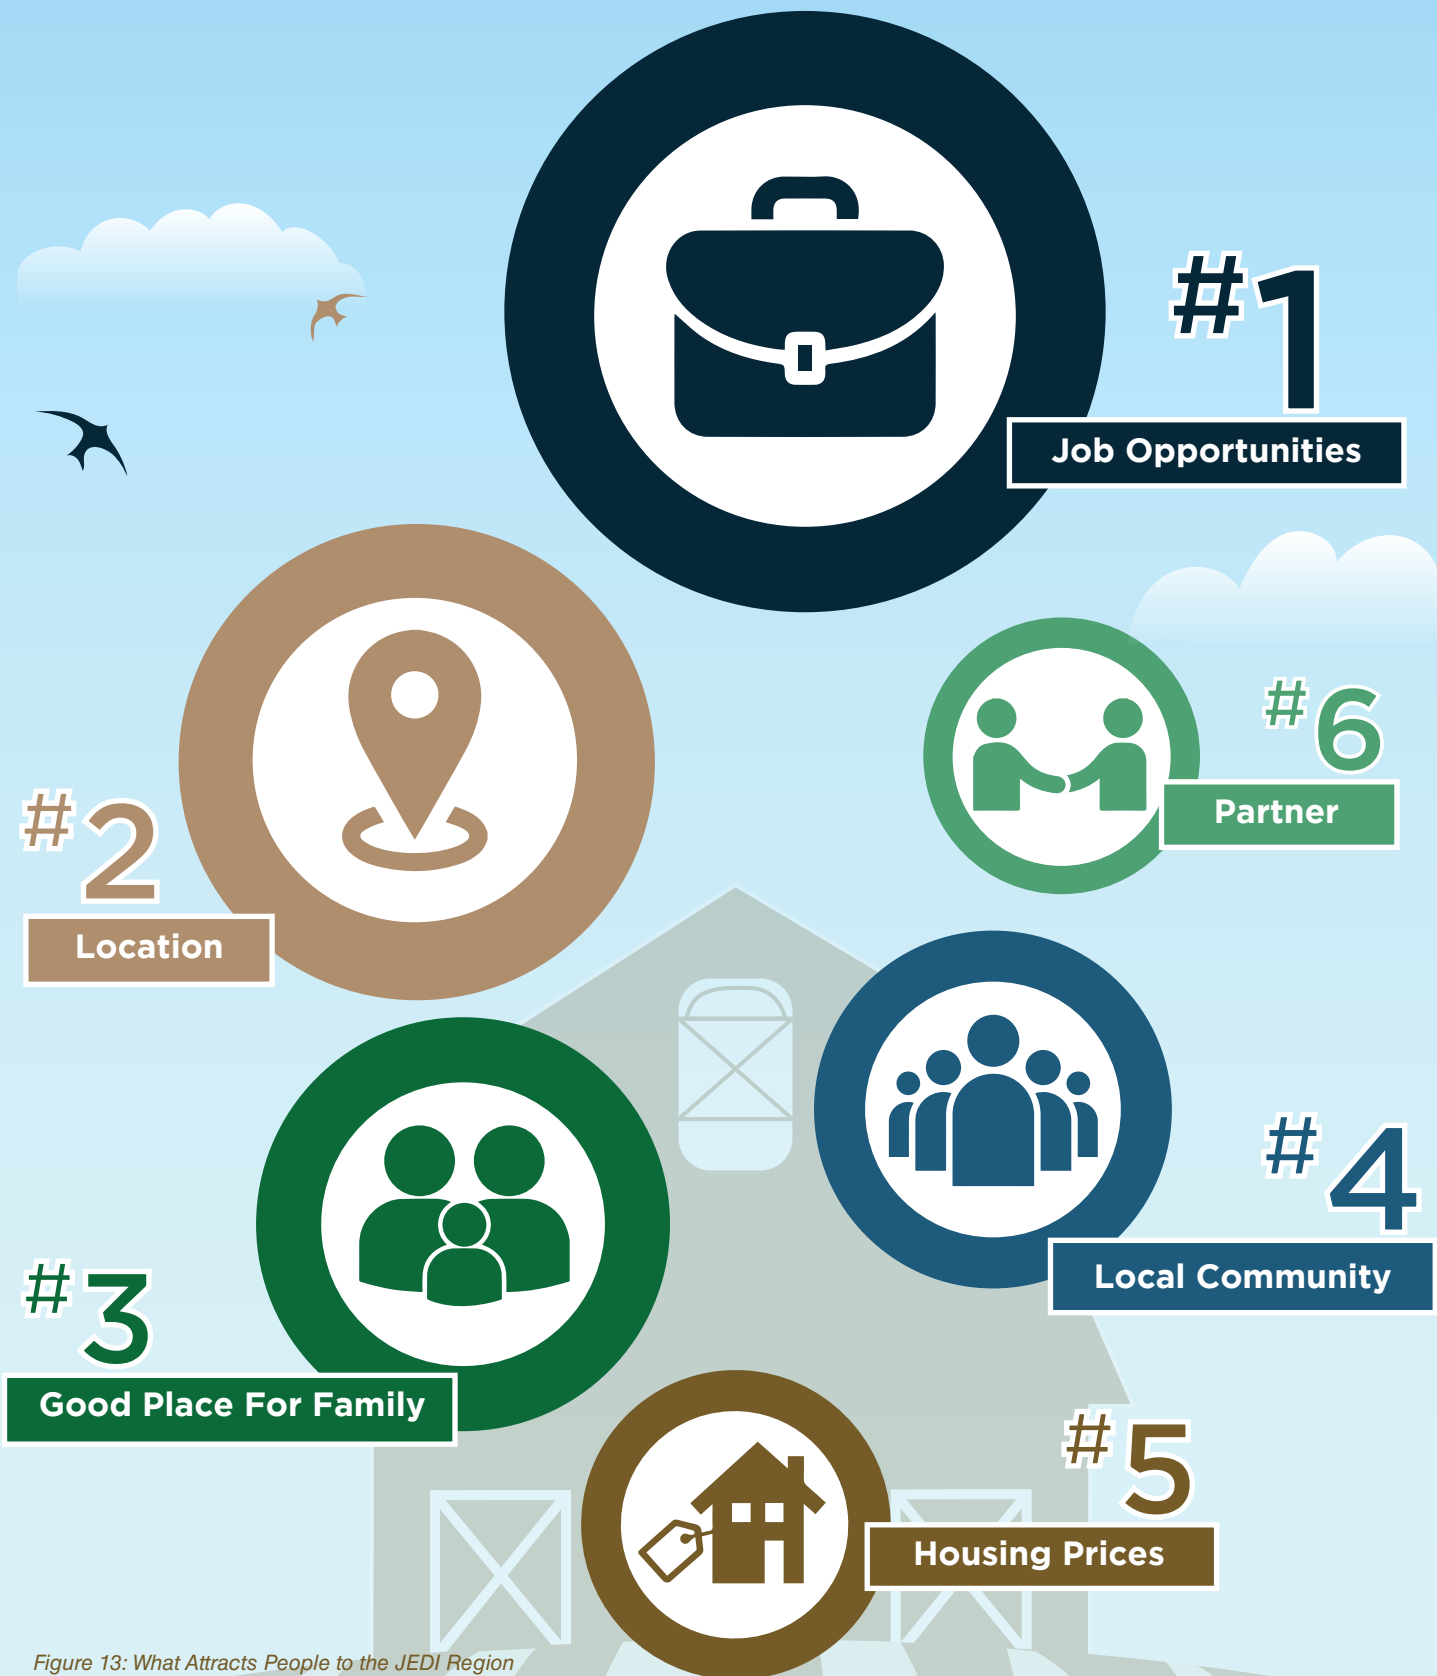 #1
Job Opportunities
#2
Location
#6
Partner
#3
Good Place For Family
#4
Local Community
#5
Housing Prices
Figure 13: What Attracts People to the JEDI Region